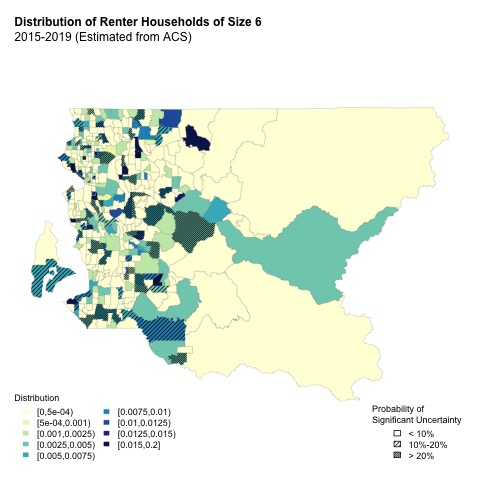 Distribution of Renter Households of Size 6
2015-2019 (Estimated from ACS)
Distribution
[0,5e-04)
[5e-04,0.001)
[0.001,0.0025)
[0.0025,0.005)
[0.005,0.0075)
[0.0075,0.01)
[0.01,0.0125)
[0.0125,0.015)
[0.015,0.2]
Probability of
Significant Uncertainty
< 10%
10%-20%
> 20%